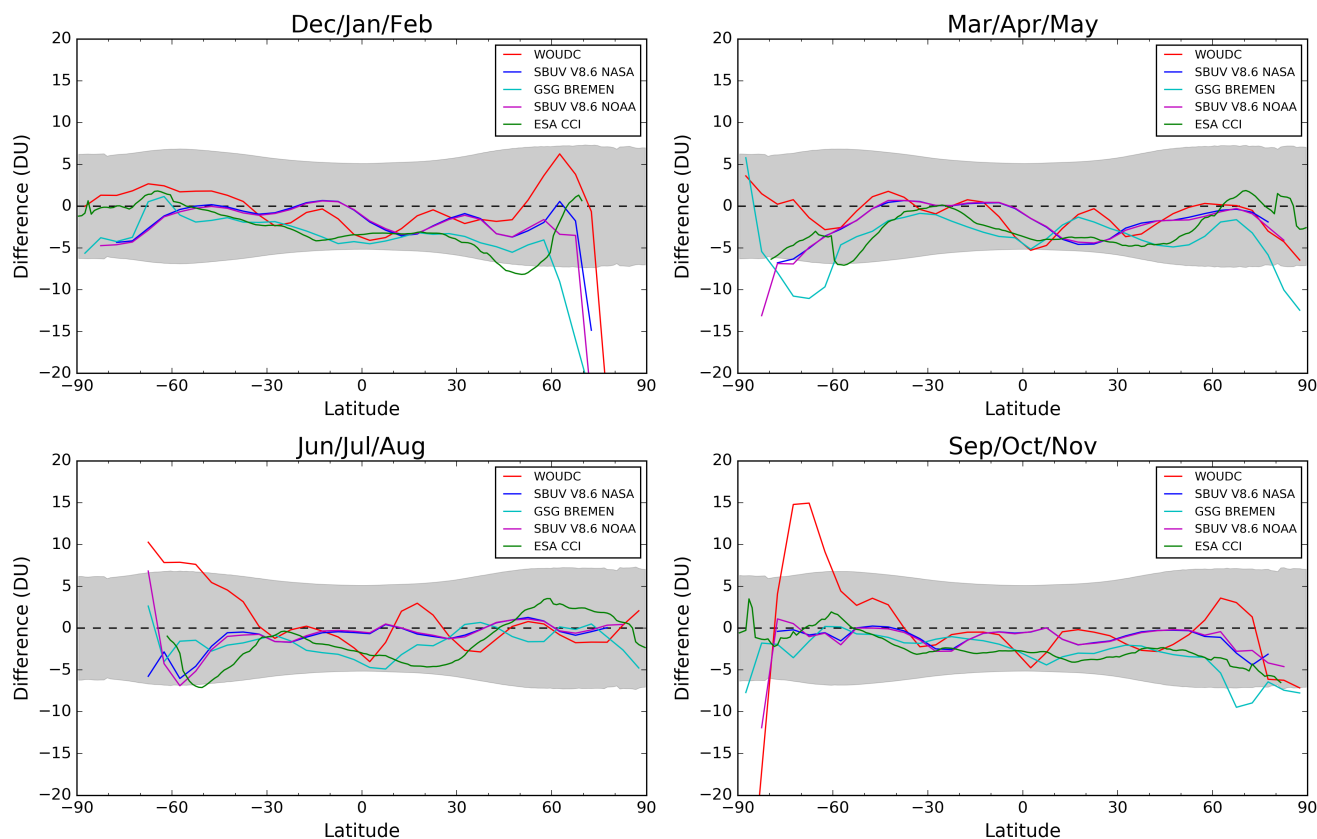 Dec/Jan/Feb
20
15
10
5
0
−5
−10
−15
−20
Difference (DU)
WOUDC
SBUV V8.6 NASA
GSG BREMEN
SBUV V8.6 NOAA
ESA CCI
−90 −60 −30 0 30 60 90
Latitude
Mar/Apr/May
20
15
10
5
0
−5
−10
−15
−20
Difference (DU)
WOUDC
SBUV V8.6 NASA
GSG BREMEN
SBUV V8.6 NOAA
ESA CCI
−90 −60 −30 0 30 60 90
Latitude
Jun/Jul/Aug
20
15
10
5
0
−5
−10
−15
−20
Difference (DU)
WOUDC
SBUV V8.6 NASA
GSG BREMEN
SBUV V8.6 NOAA
ESA CCI
−90 −60 −30 0 30 60 90
Latitude
Sep/Oct/Nov
20
15
10
5
0
−5
−10
−15
−20
Difference (DU)
WOUDC
SBUV V8.6 NASA
GSG BREMEN
SBUV V8.6 NOAA
ESA CCI
−90 −60 −30 0 30 60 90
Latitude